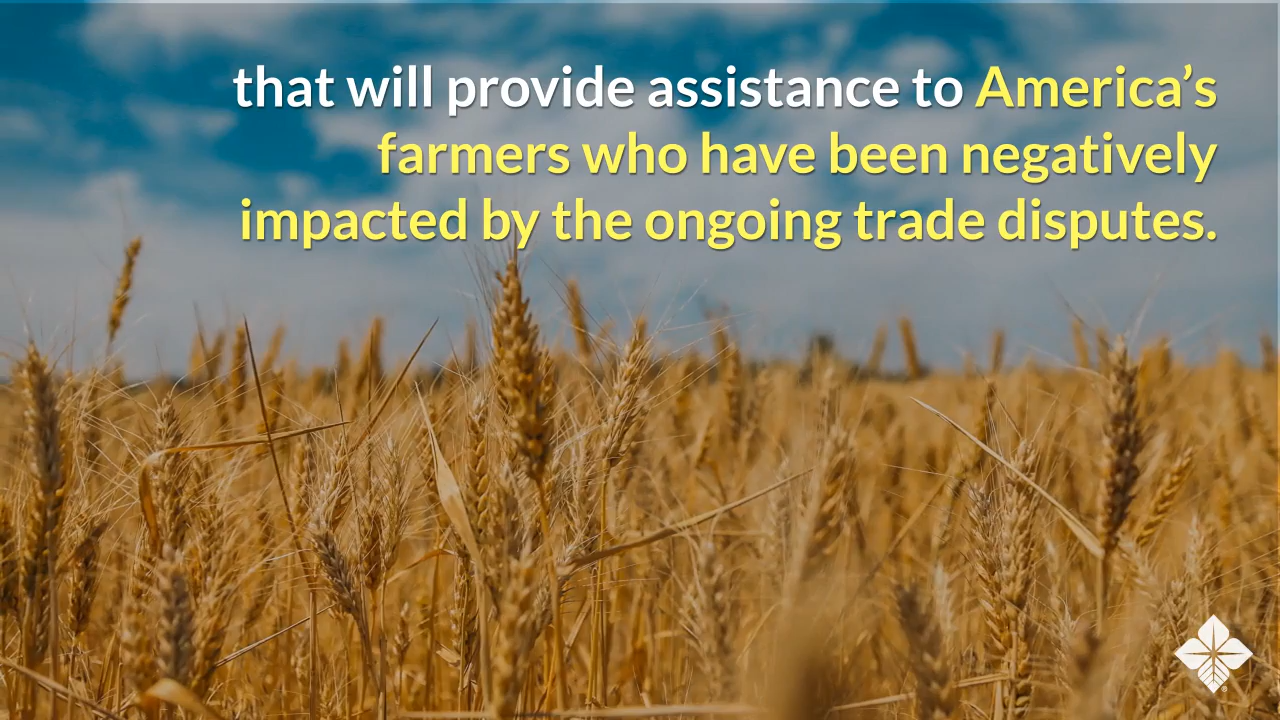 that will provide assistance to America’s
farmers who have been negatively
impacted by the ongoing trade disputes.